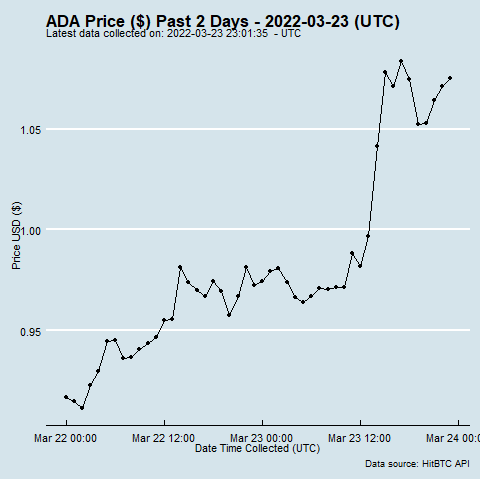 ADA Price ($) Past 2 Days - 2022-03-23 (UTC)
Latest data collected on: 2022-03-23 23:01:35 - UTC
1.05
1.00
0.95
Price USD ($)
Mar 22 00:00 Mar 22 12:00 Mar 23 00:00 Mar 23 12:00 Mar 24 00:
Date Time Collected (UTC)
Data source: HitBTC API